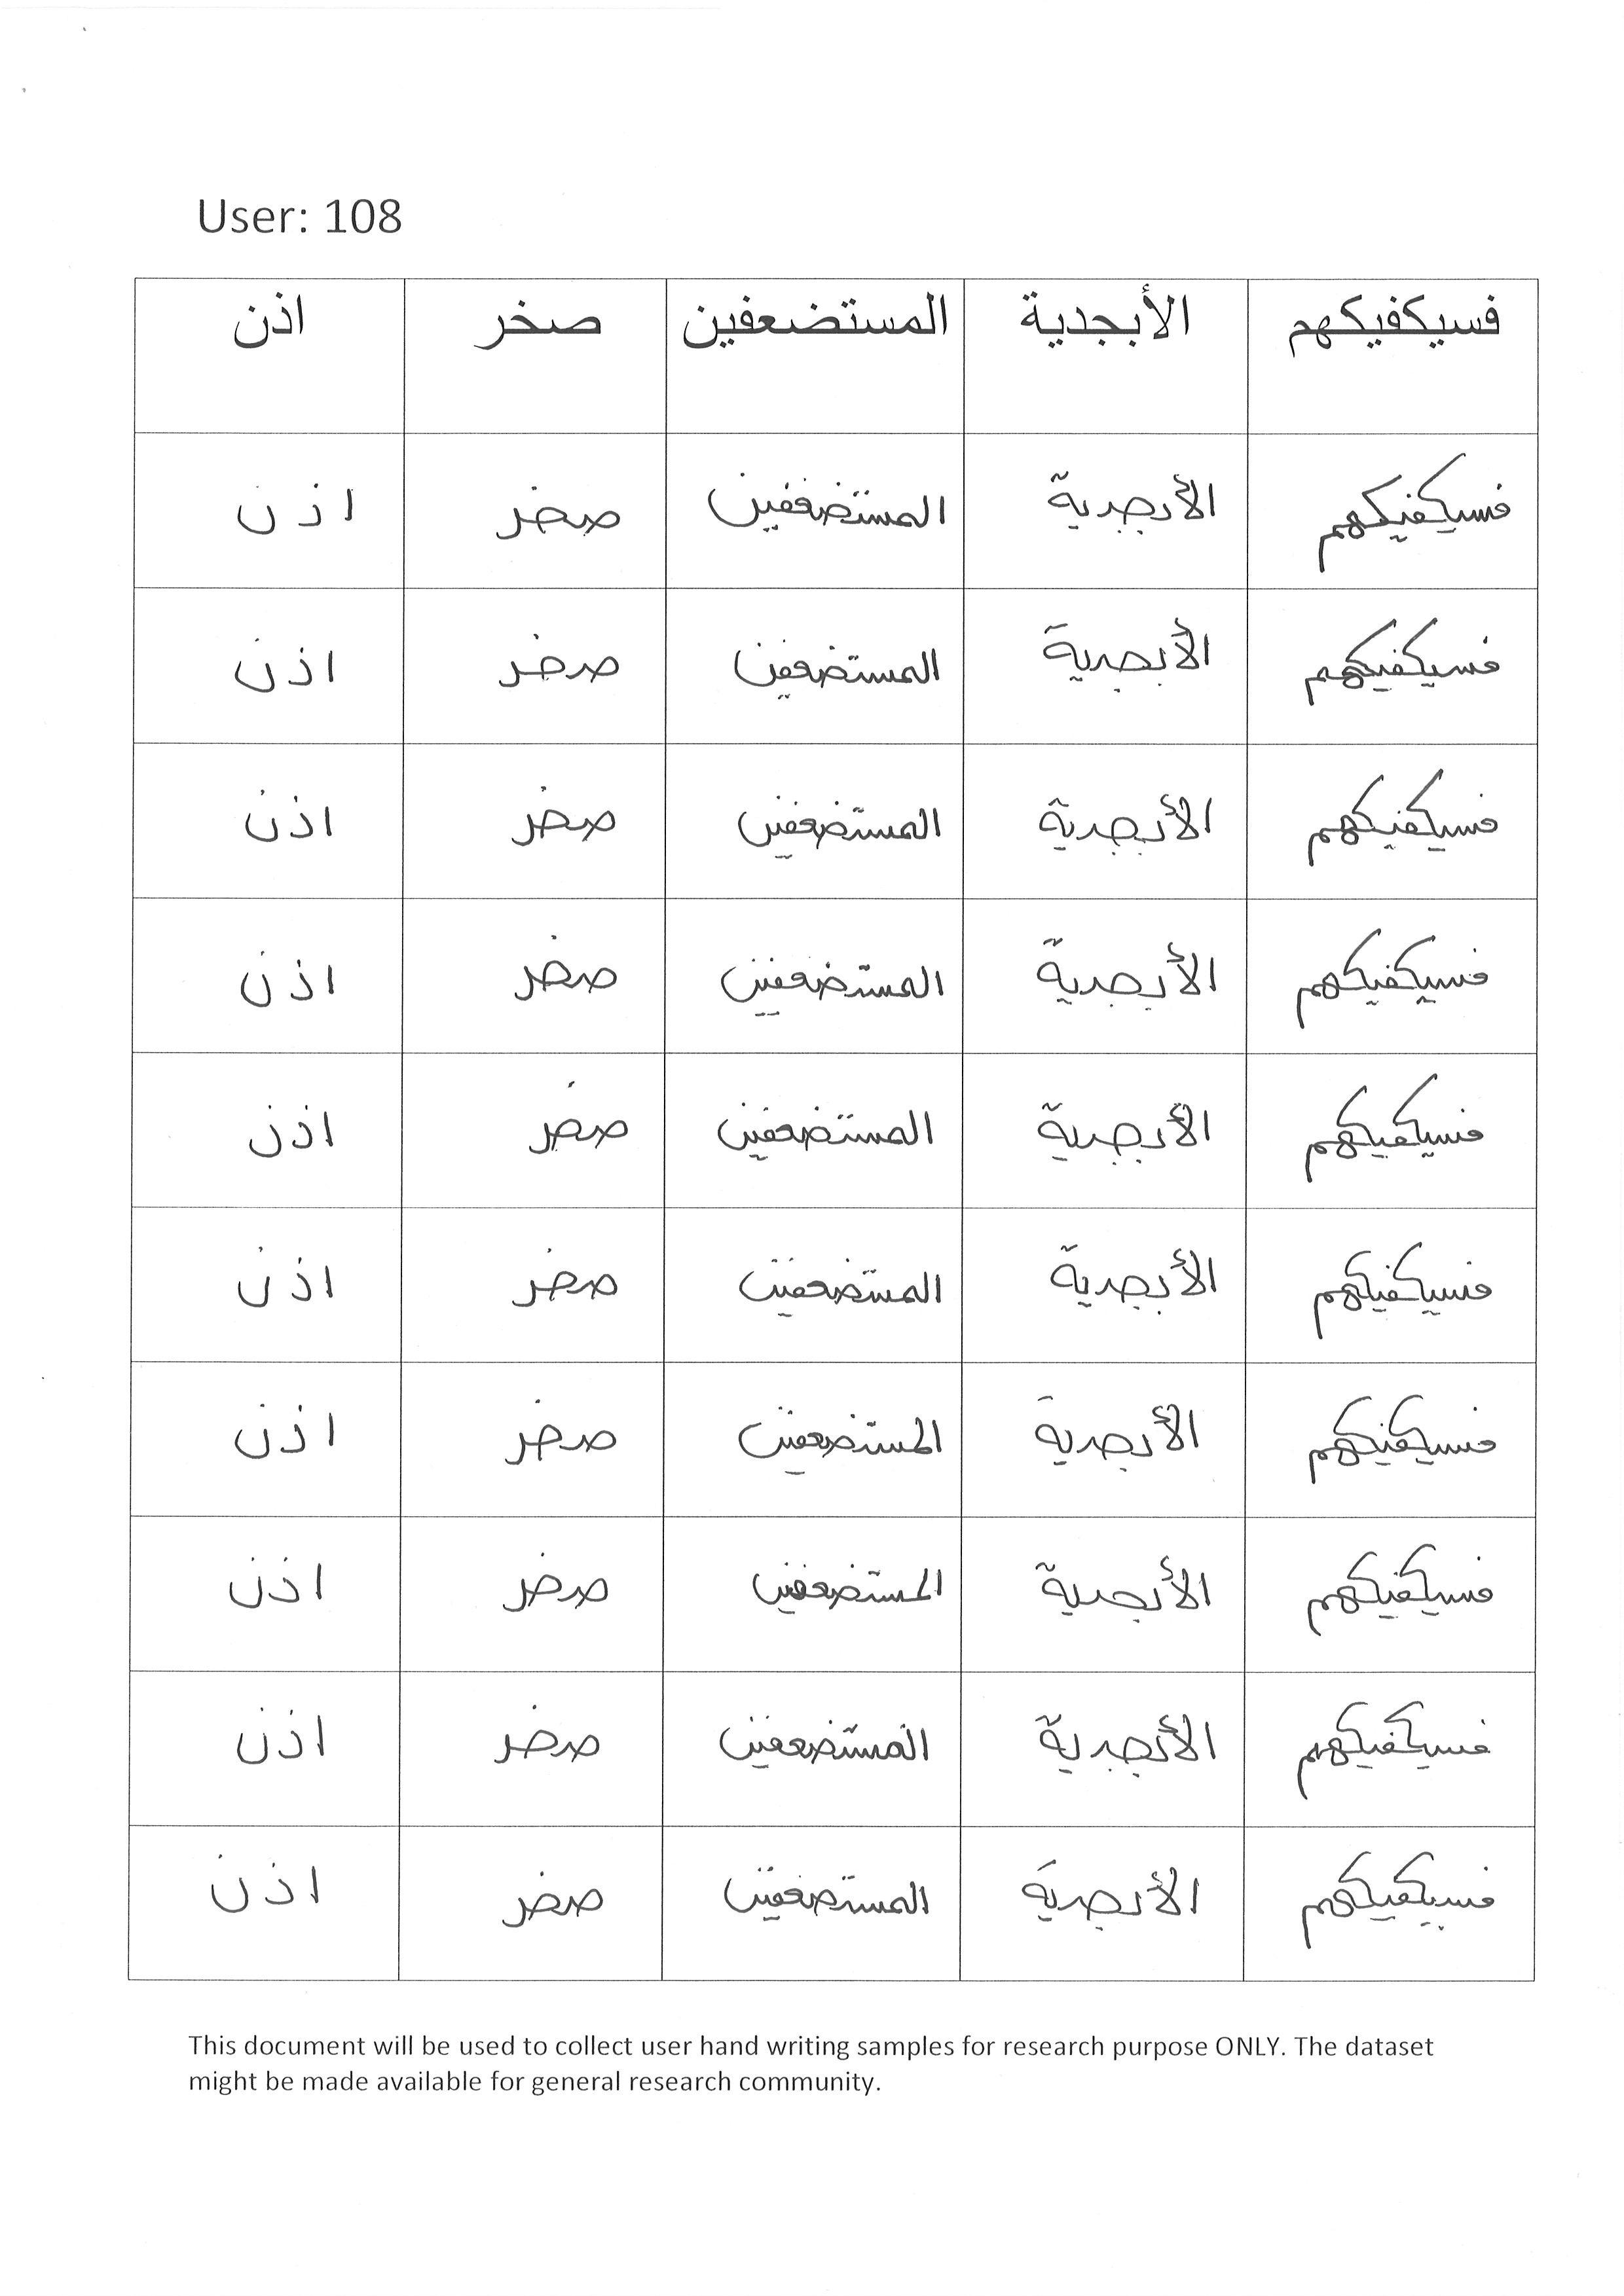 User: 108
فسيكفيكهم الأبجدية المستضعفين صخر اذن
فسيكفيكهم الأبجدية المستضعفين صخر اذن
فسيكفيكهم الأبجدية المستضعفين صخر اذن
فسيكفيكهم الأبجدية المستضعفين صخر اذن
فسيكفيكهم الأبجدية المستضعفين صخر اذن
فسيكفيكهم الأبجدية المستضعفين صخر اذن
فسيكفيكهم الأبجدية المستضعفين صخر اذن
فسيكفيكهم الأبجدية المستضعفين صخر اذن
فسيكفيكهم الأبجدية المستضعفين صخر اذن
فسيكفيكهم الأبجدية المستضعفين صخر اذن
فسيكفيكهم الأبجدية المستضعفين صخر اذن
This document will be used to collect user hand writing samples for research purpose ONLY. The dataset
might be made available for general research community.